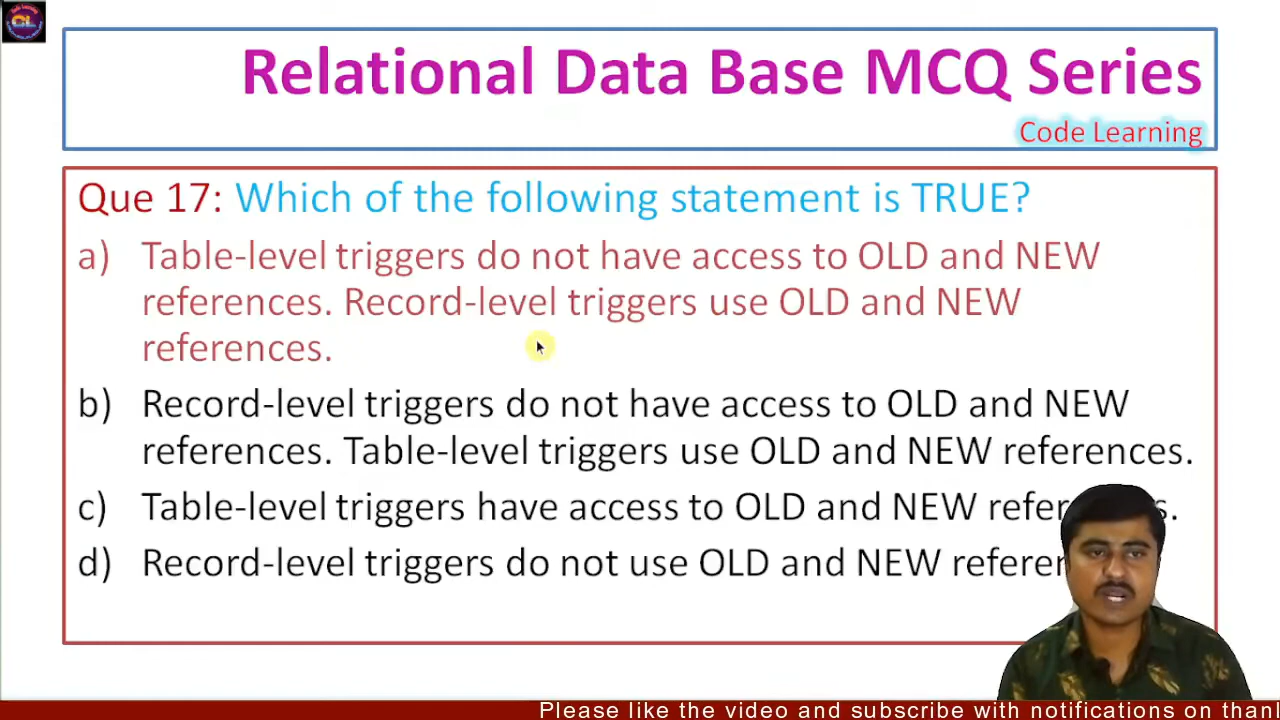 Relational Data Base MCQ Series
Code Learning
Que 17: Which of the following statement is TRUE?
a) Table-level triggers do not have access to OLD and NEW
references. Record-level triggers use OLD and NEW
references.
b) Record-level triggers do not have access to OLD and NEW
references. Table-level triggers use OLD and NEW references.
c) Table-level triggers have access to OLD and NEW
d) Record-level triggers do not use OLD and NEW
Please like the video and subscribe with notifications on